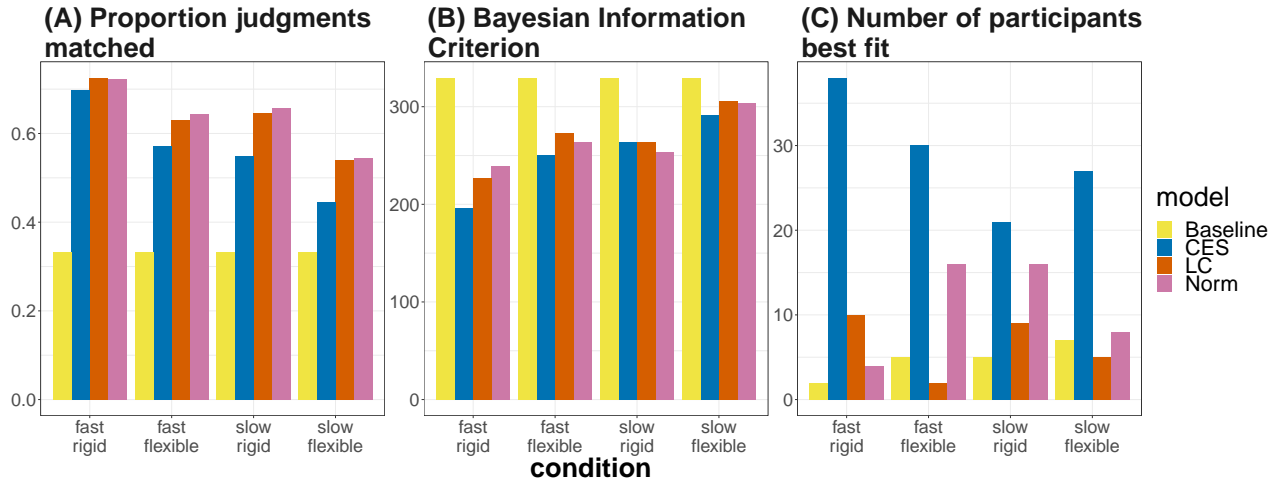 (A) Proportion judgments
matched
0.6
0.4
0.2
0.0
fast
rigid
fast
flexible
slow
rigid
slow
flexible
(B) Bayesian Information
Criterion
300
200
100
0
fast
rigid
fast
flexible
slow
rigid
slow
flexible
condition
(C) Number of participants
best fit
30
20
10
0
fast
rigid
fast
flexible
slow
rigid
slow
flexible
model
Baseline
CES
LC
Norm